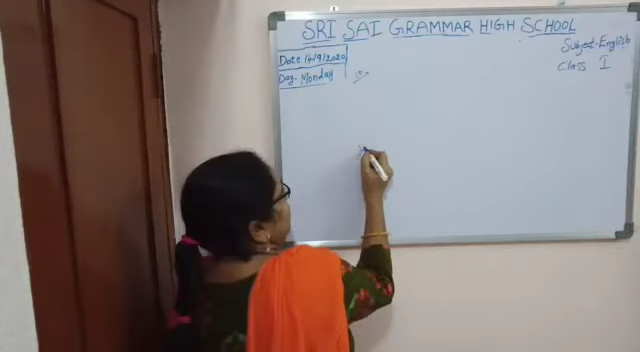 SRI SAI GRAMMAR HIGH SCHOOL
Subject-English
Date 14/9/2020
Class I
Day- Monday